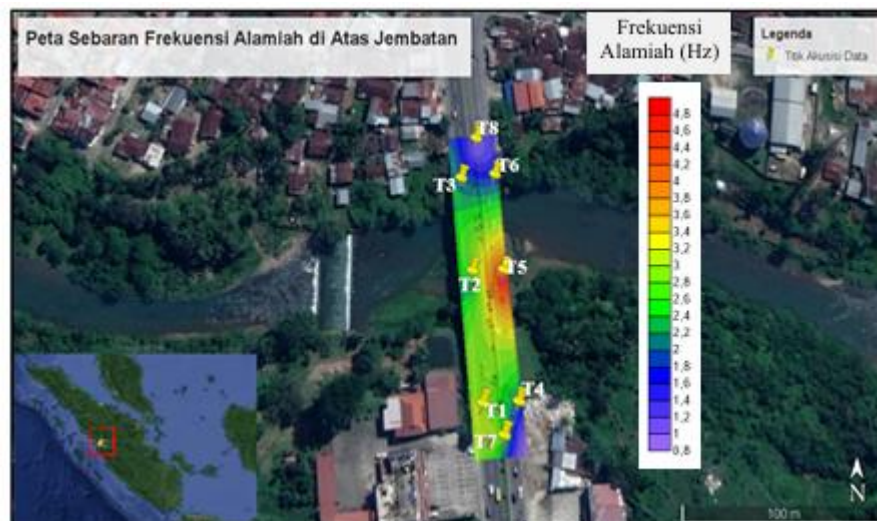 Peta Sebaran Frekuensi Alamiah di Atas Jembatan
Frekuensi
Alamiah (Hz)
Legenda
Titik Akusisi Data
T8
T6
T3
T2
T5
T4
T1
T7
4,8
4,6
4,4
4,2
4
3,8
3,6
3,4
3,2
3
2,8
2,6
2,4
2,2
2
1,8
1,6
1,4
1,2
1
0,8
N
100 m